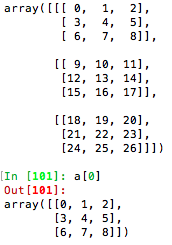 array([[[ 0,  1,  2],
        [ 3,  4,  5],
        [ 6,  7,  8]],
       [[ 9, 10, 11],
        [12, 13, 14],
        [15, 16, 17]],
       [[18, 19, 20],
        [21, 22, 23],
        [24, 25, 26]]])
In [101]: a[0]
Out[101]:
array([[0, 1, 2],
       [3, 4, 5],
       [6, 7, 8]])